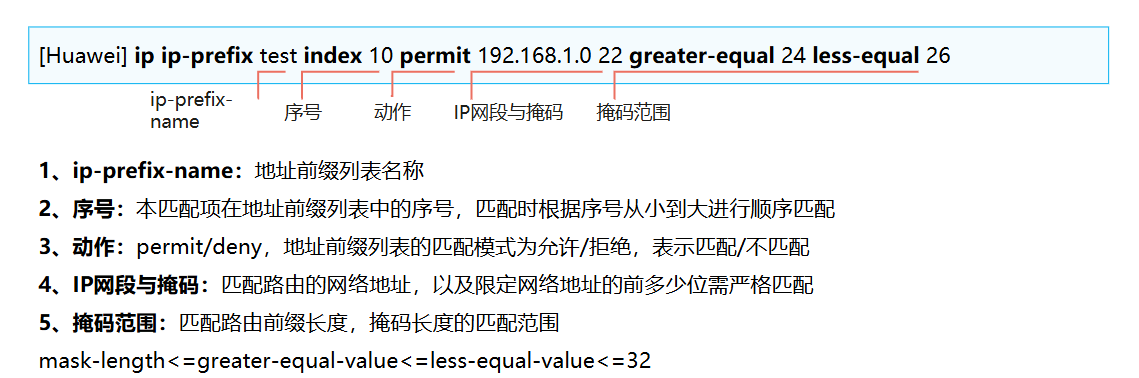 [Huawei] ip ip-prefix test index 10 permit 192.168.1.0 22 greater-equal 24 less-equal 26
ip-prefix-
name
序号
动作
IP网段与掩码
掩码范围
1、ip-prefix-name：地址前缀列表名称
2、序号：本匹配项在地址前缀列表中的序号，匹配时根据序号从小到大进行顺序匹配
3、动作：permit/deny，地址前缀列表的匹配模式为允许/拒绝，表示匹配/不匹配
4、IP网段与掩码：匹配路由的网络地址，以及限定网络地址的前多少位需严格匹配
5、掩码范围：匹配路由前缀长度，掩码长度的匹配范围
mask-length<=greater-equal-value<=less-equal-value<=32